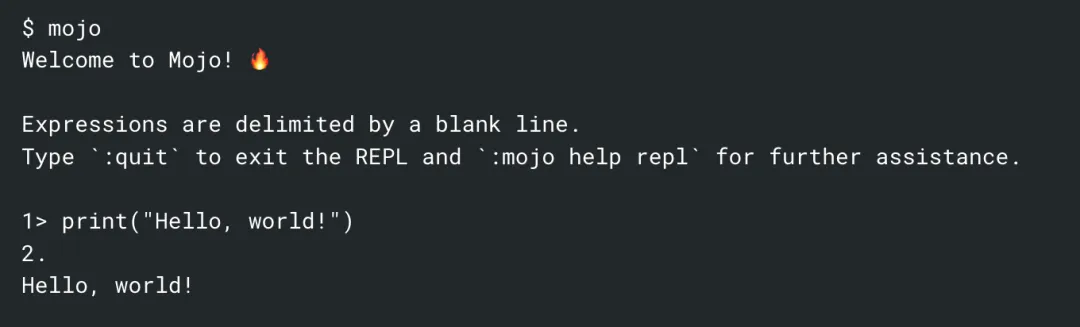 $ mojo
Welcome to Mojo! 🔥
Expressions are delimited by a blank line.
Type `:quit` to exit the REPL and `:mojo help repl` for further assistance.
1> print("Hello, world!")
2.
Hello, world!